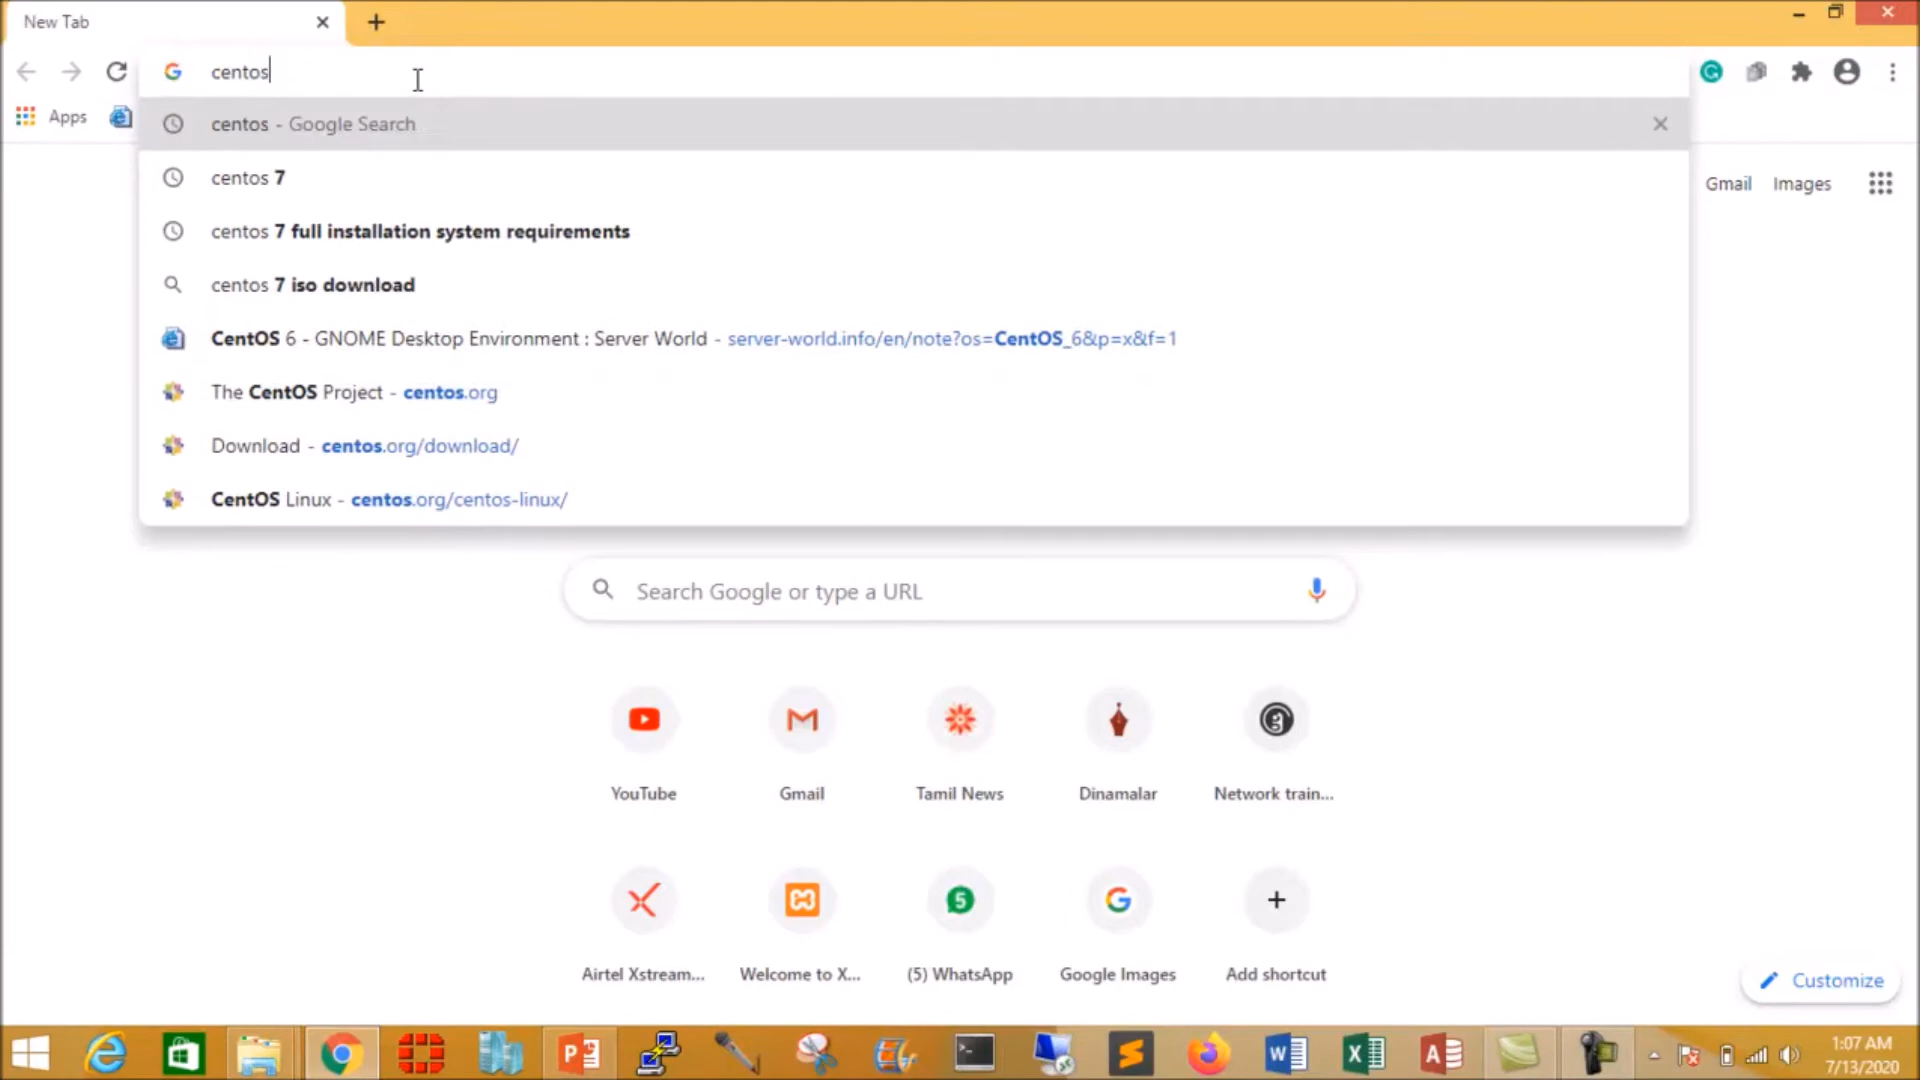 New Tab
centos
Apps
centos - Google Search
centos 7
centos 7 full installation system requirements
centos 7 iso download
CentOS 6 - GNOME Desktop Environment : Server World - server-world.info/en/note?os=CentOS_6&p=x&f=1
The CentOS Project - centos.org
Download - centos.org/download/
CentOS Linux - centos.org/centos-linux/
Gmail Images
Search Google or type a URL
YouTube Gmail Tamil News Dinamalar Network train...
5
Airtel Xstream... Welcome to X... (5) WhatsApp Google Images Add shortcut
Customize
1:07 AM
7/13/2020